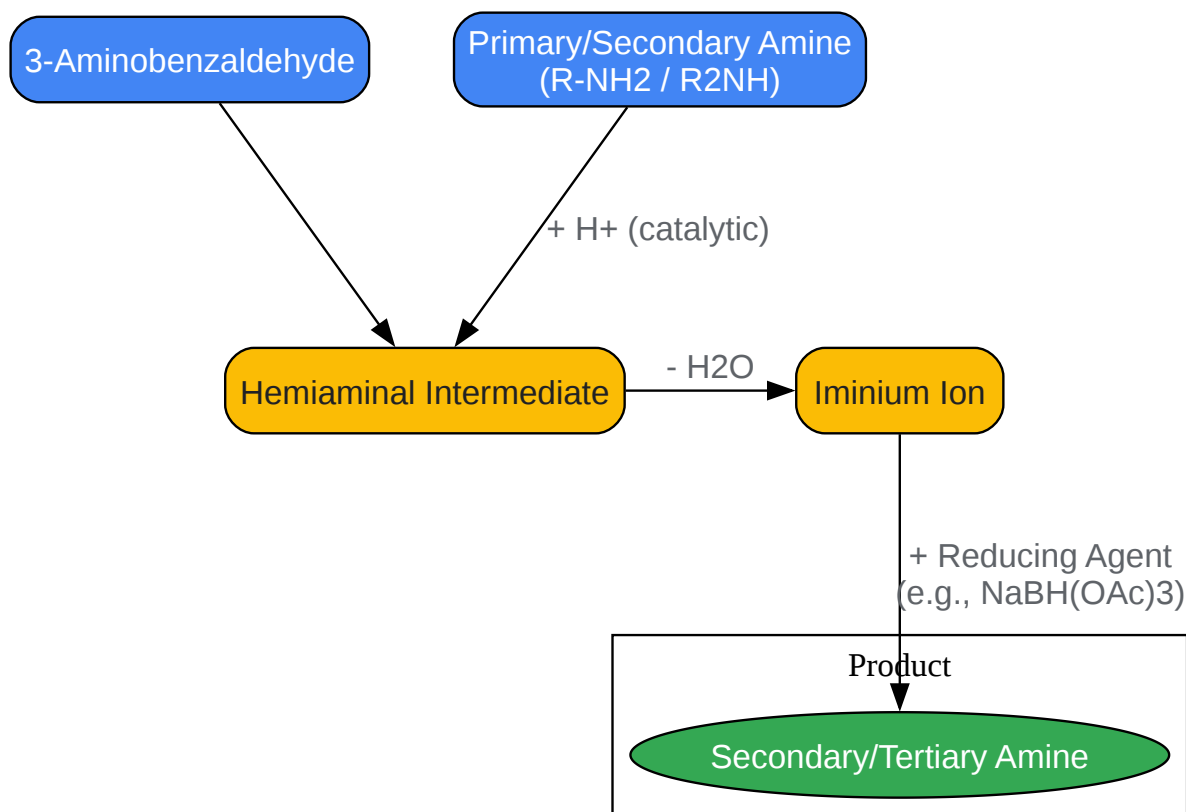 3-Aminobenzaldehyde
Primary/Secondary Amine
(R-NH2 / R2NH)
+ H+ (catalytic)
Hemiaminal Intermediate
- H2O
Iminium Ion
+ Reducing Agent
(e.g., NaBH(OAc)3)
Product
Secondary/Tertiary Amine